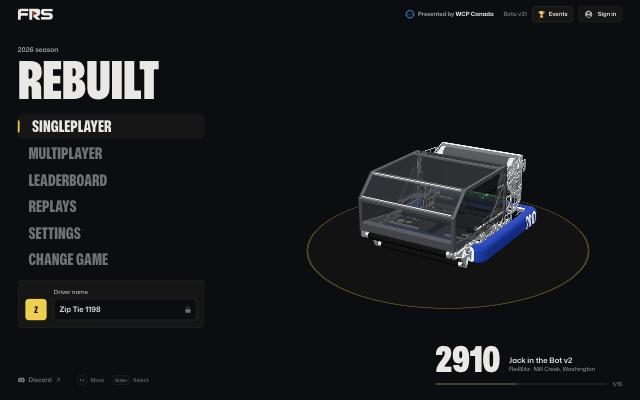 FRS
Presented by WCP Canada
Beta v31
Events
Sign in
2026 season
REBUILT
SINGLEPLAYER
MULTIPLAYER
LEADERBOARD
REPLAYS
SETTINGS
CHANGE GAME
Driver name
Z
Zip Tie 1198
2910
Jack in the Bot v2
Re•Blitz · Mill Creek, Washington
Discord ↗
↑↓ Move
Enter Select
1/15